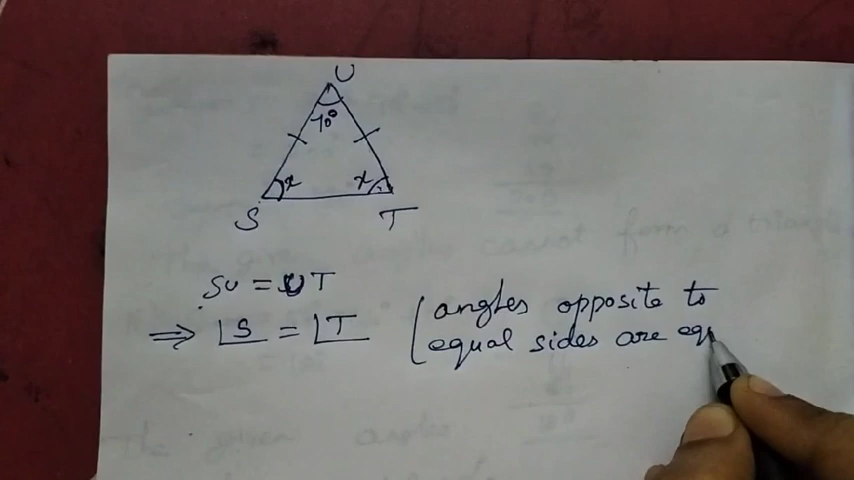 U
70°
x x
S T
SU = UT
⇒ ∠S = ∠T (angles opposite to
equal sides are eq